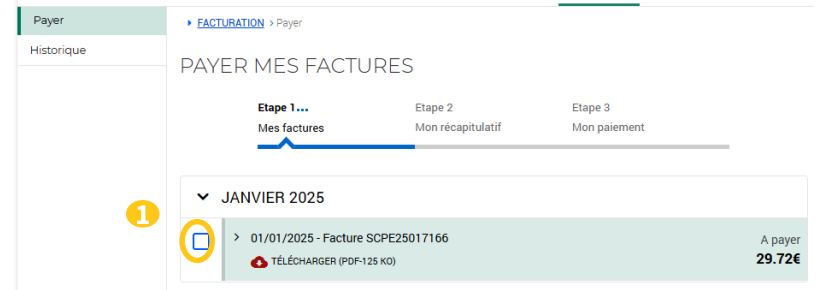 Payer
Historique
FACTURATION > Payer
PAYER MES FACTURES
Etape 1...
Mes factures
Etape 2
Mon récapitulatif
Etape 3
Mon paiement
1
JANVIER 2025
01/01/2025 - Facture SCPE25017166
TÉLÉCHARGER (PDF-125 KO)
A payer
29.72€